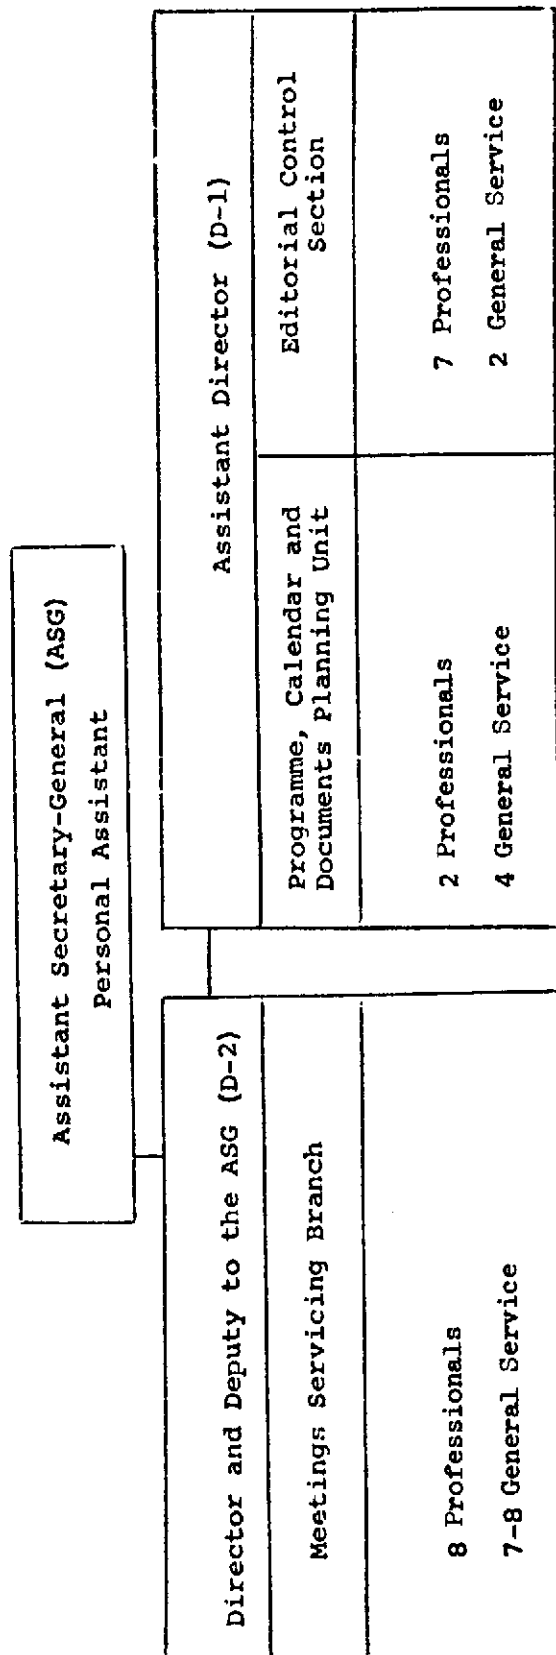 Assistant Secretary-General (ASG)
Personal Assistant
Director and Deputy to the ASG (D-2)
Meetings Servicing Branch
8 Professionals
7-8 General Service
Assistant Director (D-1)
Programme, Calendar and
Documents Planning Unit
2 Professionals
4 General Service
Editorial Control
Section
7 Professionals
2 General Service